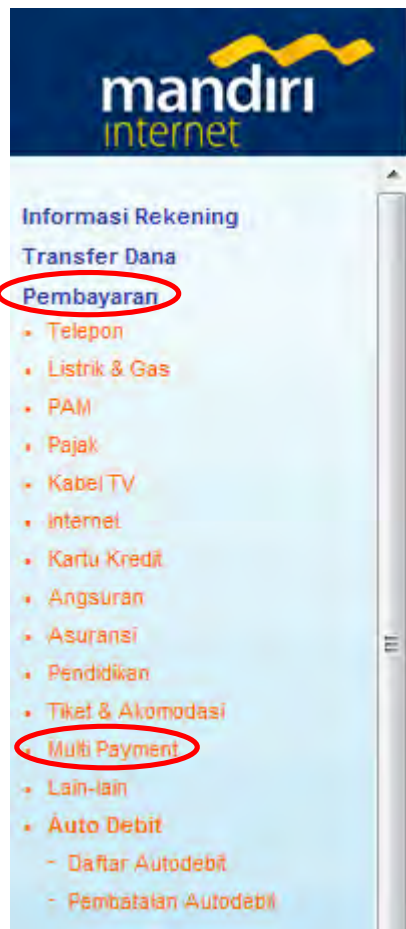 mandiri
internet
Informasi Rekening
Transfer Dana
Pembayaran
Telepon
Listrik & Gas
PAM
Pajak
Kabel TV
Internet
Kartu Kredit
Angsuran
Asuransi
Pendidikan
Tiket & Akomodasi
Multi Payment
Lain-lain
Auto Debit
- Daftar Autodebit
- Pembatalan Autodebit